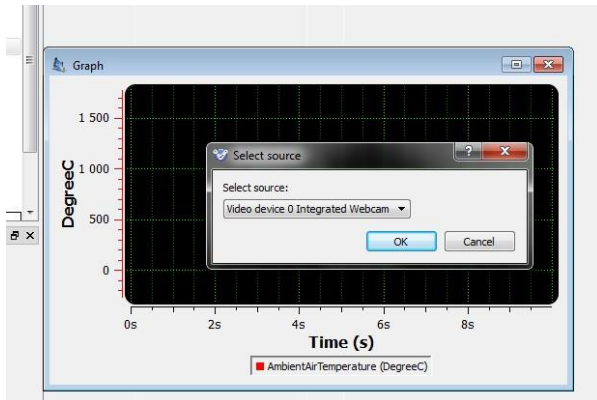 Graph
1 500
1 000
500
0
DegreeC
Select source
?
Select source:
Video device 0 Integrated Webcam
OK
Cancel
0s
2s
4s
6s
8s
Time (s)
AmbientAirTemperature (DegreeC)